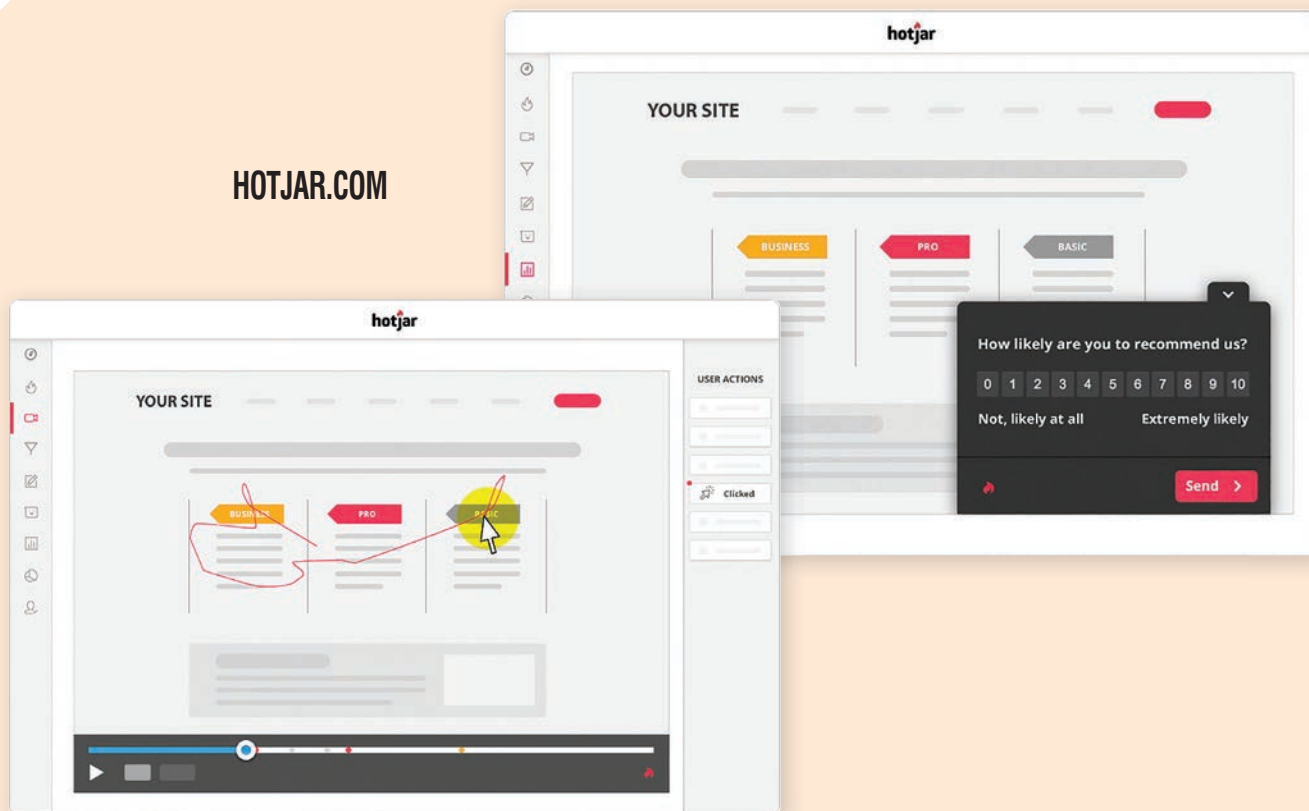 HOTJAR.COM
hotjar
YOUR SITE
BUSINESS PRO BASIC
How likely are you to recommend us?
0 1 2 3 4 5 6 7 8 9 10
Not, likely at all Extremely likely
Send
hotjar
YOUR SITE
USER ACTIONS
Clicked
BUSINESS PRO BASIC